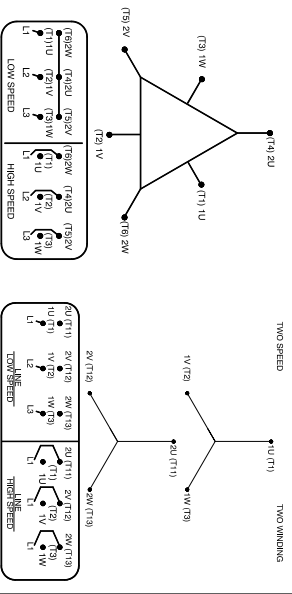 (T4) 2U
(T3) 1W
(T1) 1U
(T2) 1V
(T5) 2V
(T6) 2W
(T6)2W (T4)2U (T5)2V (T6)2W (T4)2U (T5)2V
(T1)1U (T2)1V (T3)1W (T1) (T2) (T3)
1U 1V 1W
L1 L2 L3 L1 L2 L3
LOW SPEED HIGH SPEED
TWO SPEED TWO WINDING
1U (T1)
1V (T2) 1W (T3)
2U (T11)
2V (T12) 2W (T13)
2U (T11) 2V (T12) 2W (T13) 2U (T11) 2V (T12) 2W (T13)
1U (T11) 1V (T2) 1W (T3) (T1) (T2) (T3)
1U 1V 1W
L1 L2 L3 L1 L1 L1
LINE LINE
LOW SPEED HIGH SPEED